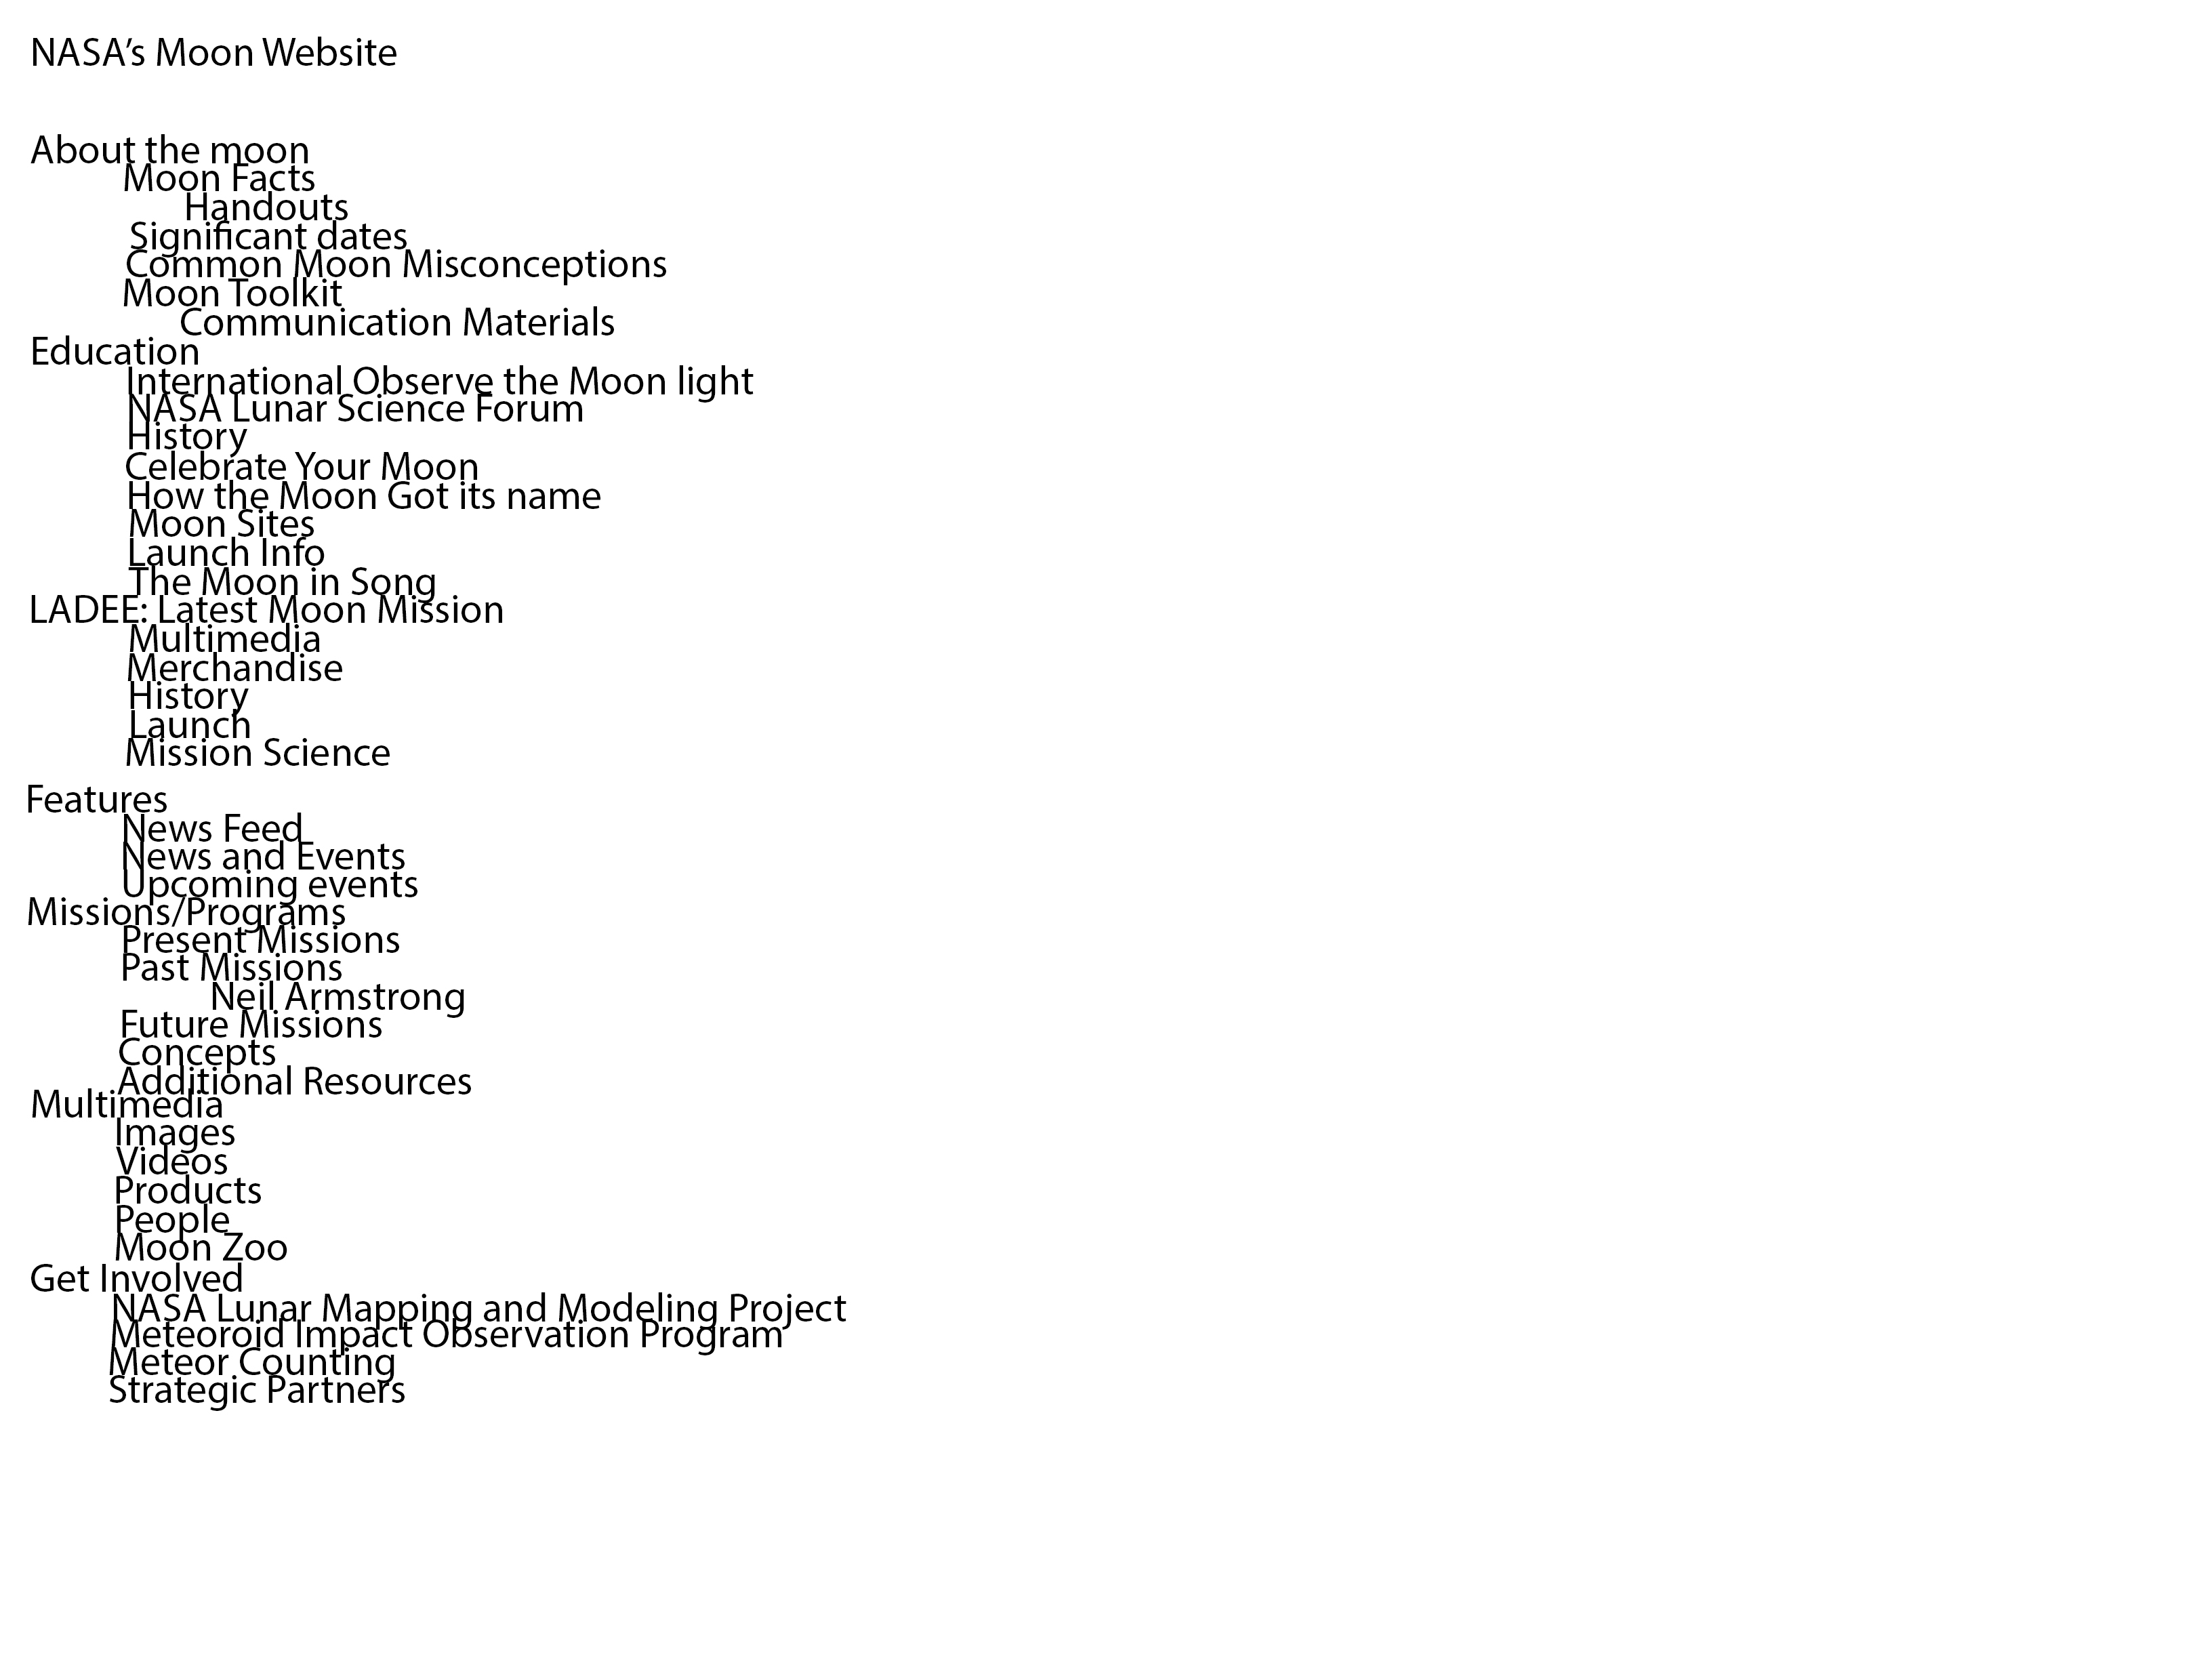 NASA’s Moon Website
About the moon
Moon Facts
Handouts
Significant dates
Common Moon Misconceptions
Moon Toolkit
Communication Materials
Education
International Observe the Moon light
NASA Lunar Science Forum
History
Celebrate Your Moon
How the Moon Got its name
Moon Sites
Launch Info
The Moon in Song
LADEE: Latest Moon Mission
Multimedia
Merchandise
History
Launch
Mission Science
Features
News Feed
News and Events
Upcoming events
Missions/Programs
Present Missions
Past Missions
Neil Armstrong
Future Missions
Concepts
Additional Resources
Multimedia
Images
Videos
Products
People
Moon Zoo
Get Involved
NASA Lunar Mapping and Modeling Project
Meteoroid Impact Observation Program
Meteor Counting
Strategic Partners